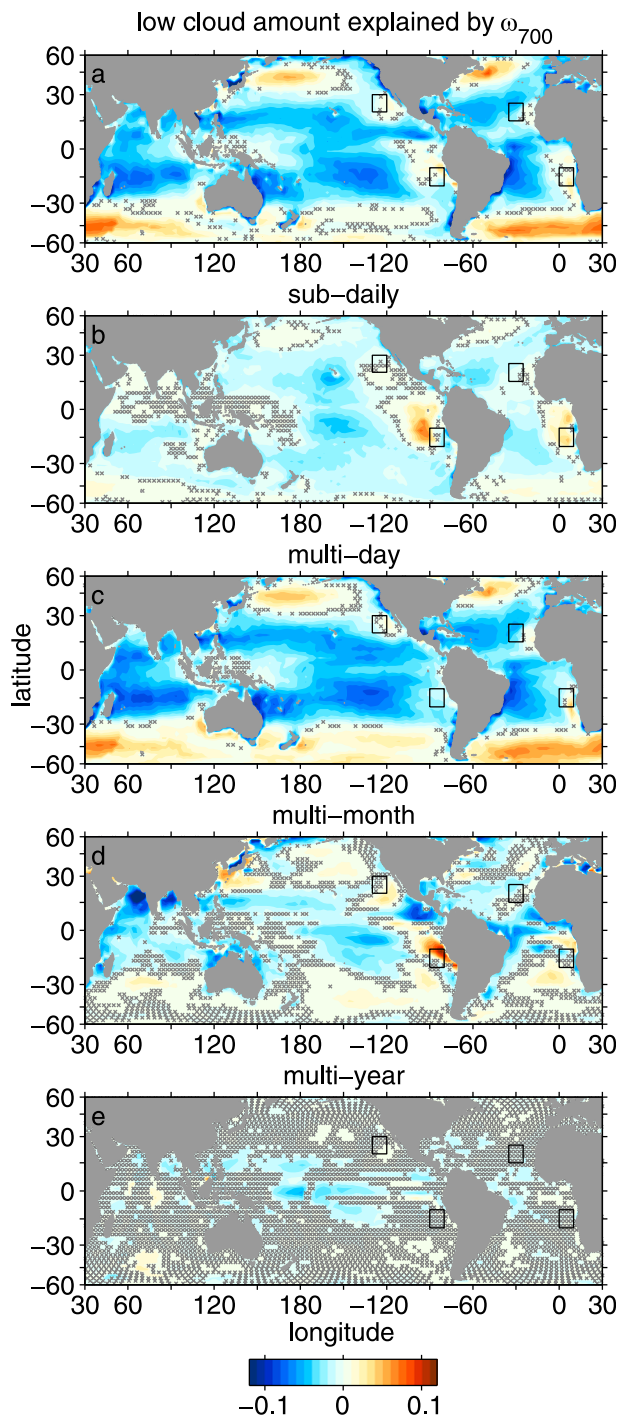 low cloud amount explained by ω700
a
60
30
0
−30
−60
30 60 120 180 −120 −60 0 30
sub−daily
b
60
30
0
−30
−60
30 60 120 180 −120 −60 0 30
multi−day
c
60
30
0
−30
−60
latitude
30 60 120 180 −120 −60 0 30
multi−month
d
60
30
0
−30
−60
30 60 120 180 −120 −60 0 30
multi−year
e
60
30
0
−30
−60
30 60 120 180 −120 −60 0 30
longitude
−0.1 0 0.1